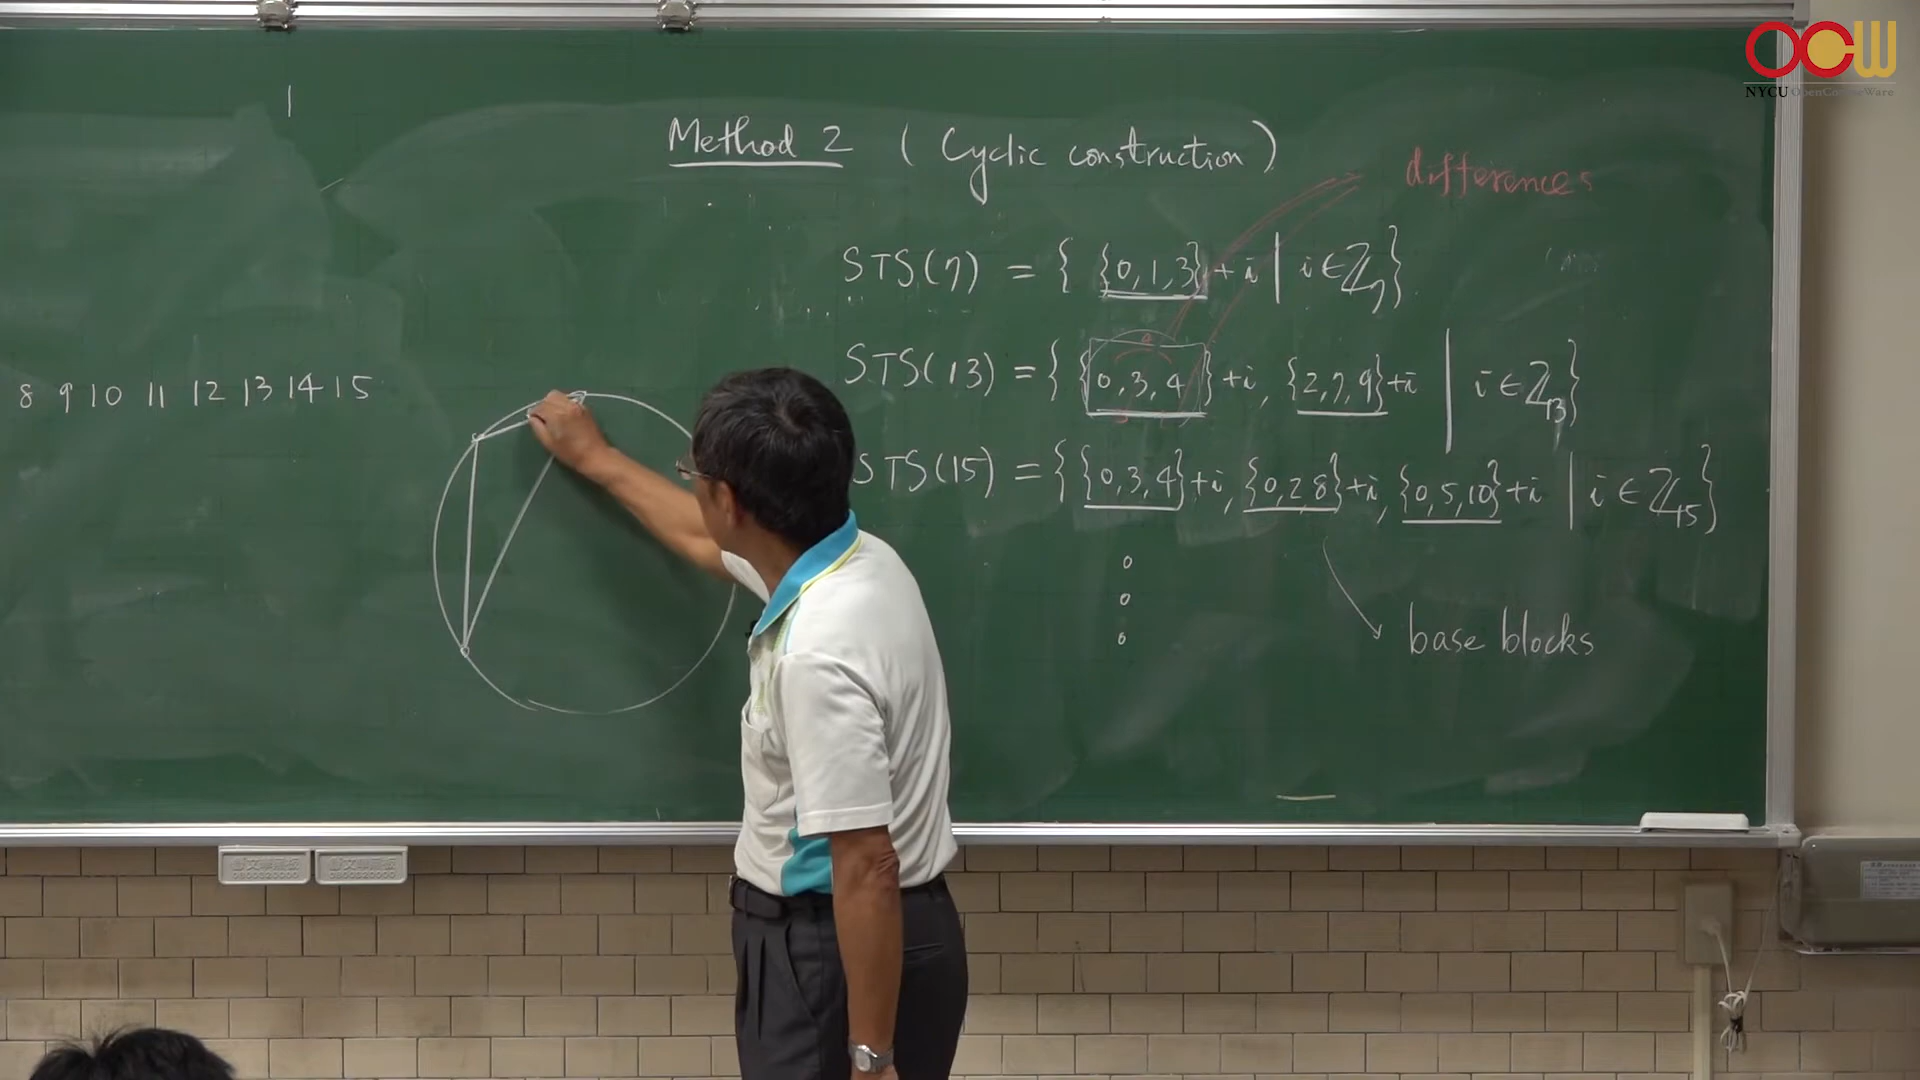 OCW
NYCU OpenCourseWare
Method 2 ( Cyclic construction )
differences
STS(7) = { {0,1,3}+i | i∈ℤ₇}
8 9 10 11 12 13 14 15
STS(13) = { {0,3,4}+i, {2,7,9}+i | i∈ℤ₁₃}
STS(15) = { {0,3,4}+i, {0,2,8}+i, {0,5,10}+i | i∈ℤ₁₅}
base blocks